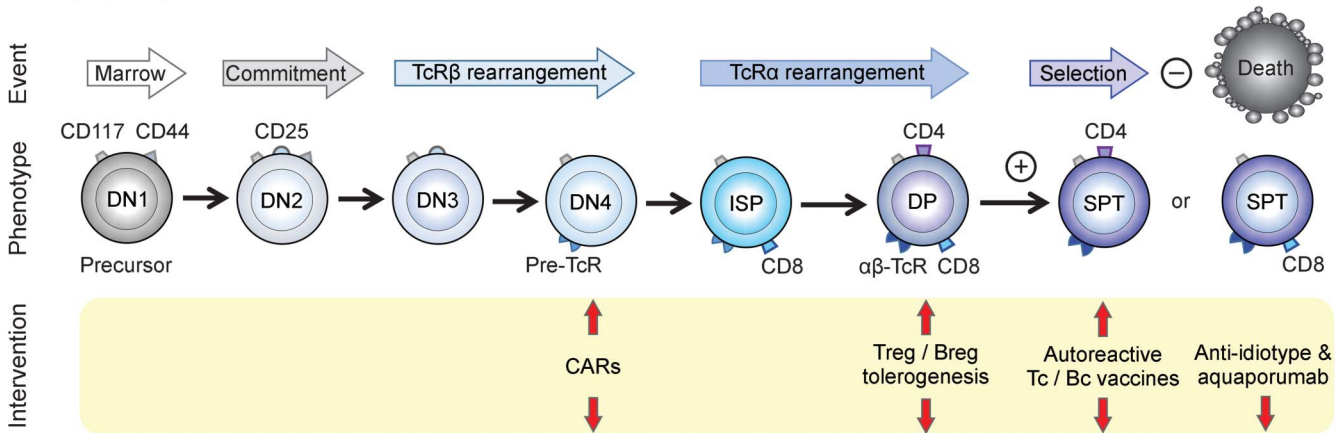 Event
Marrow
Commitment
TcRβ rearrangement
TcRα rearrangement
Selection
−
Death
Phenotype
CD117 CD44
CD25
CD4
CD4
DN1
DN2
DN3
DN4
ISP
DP
+
SPT
or
SPT
Precursor
Pre-TcR
CD8
αβ-TcR CD8
CD8
Intervention
CARs
Treg / Breg
tolerogenesis
Autoreactive
Tc / Bc vaccines
Anti-idiotype &
aquaporumab